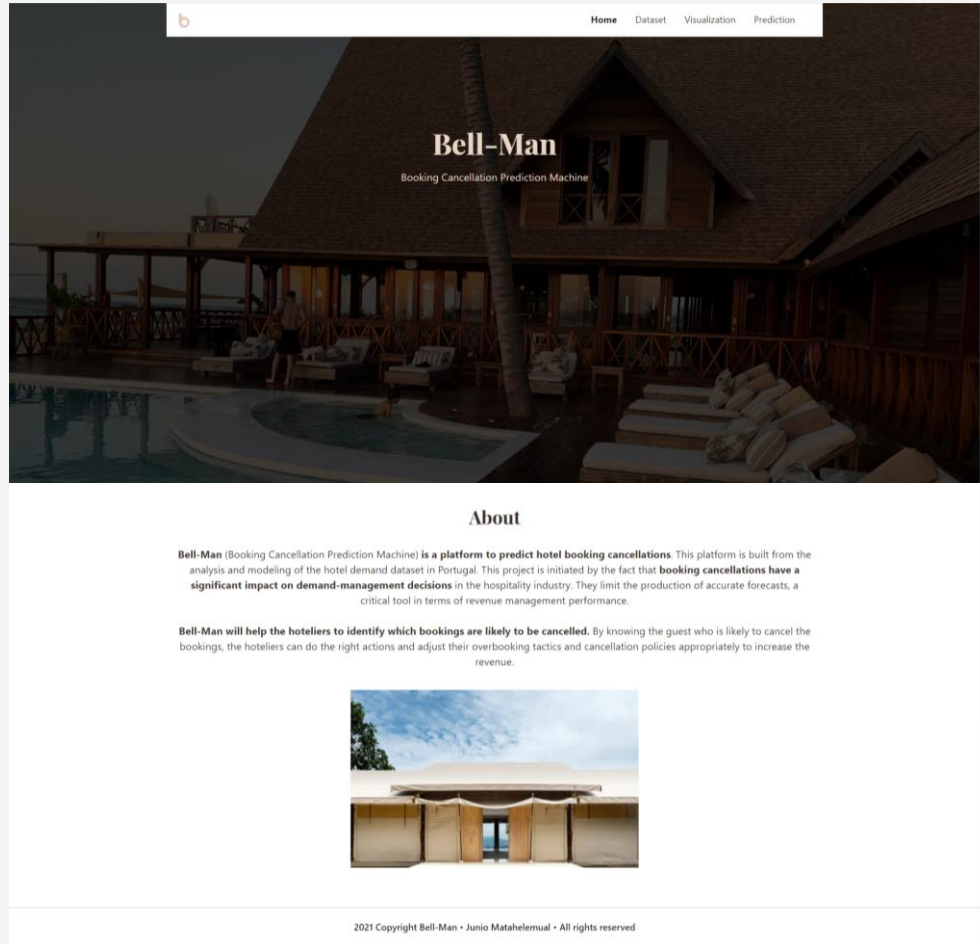 b
Home Dataset Visualization Prediction
Bell-Man
Booking Cancellation Prediction Machine
About
Bell-Man (Booking Cancellation Prediction Machine) is a platform to predict hotel booking cancellations. This platform is built from the
analysis and modeling of the hotel demand dataset in Portugal. This project is initiated by the fact that booking cancellations have a
significant impact on demand-management decisions in the hospitality industry. They limit the production of accurate forecasts, a
critical tool in terms of revenue management performance.
Bell-Man will help the hoteliers to identify which bookings are likely to be cancelled. By knowing the guest who is likely to cancel the
bookings, the hoteliers can do the right actions and adjust their overbooking tactics and cancellation policies appropriately to increase the
revenue.
2021 Copyright Bell-Man • Junio Matahelemual • All rights reserved